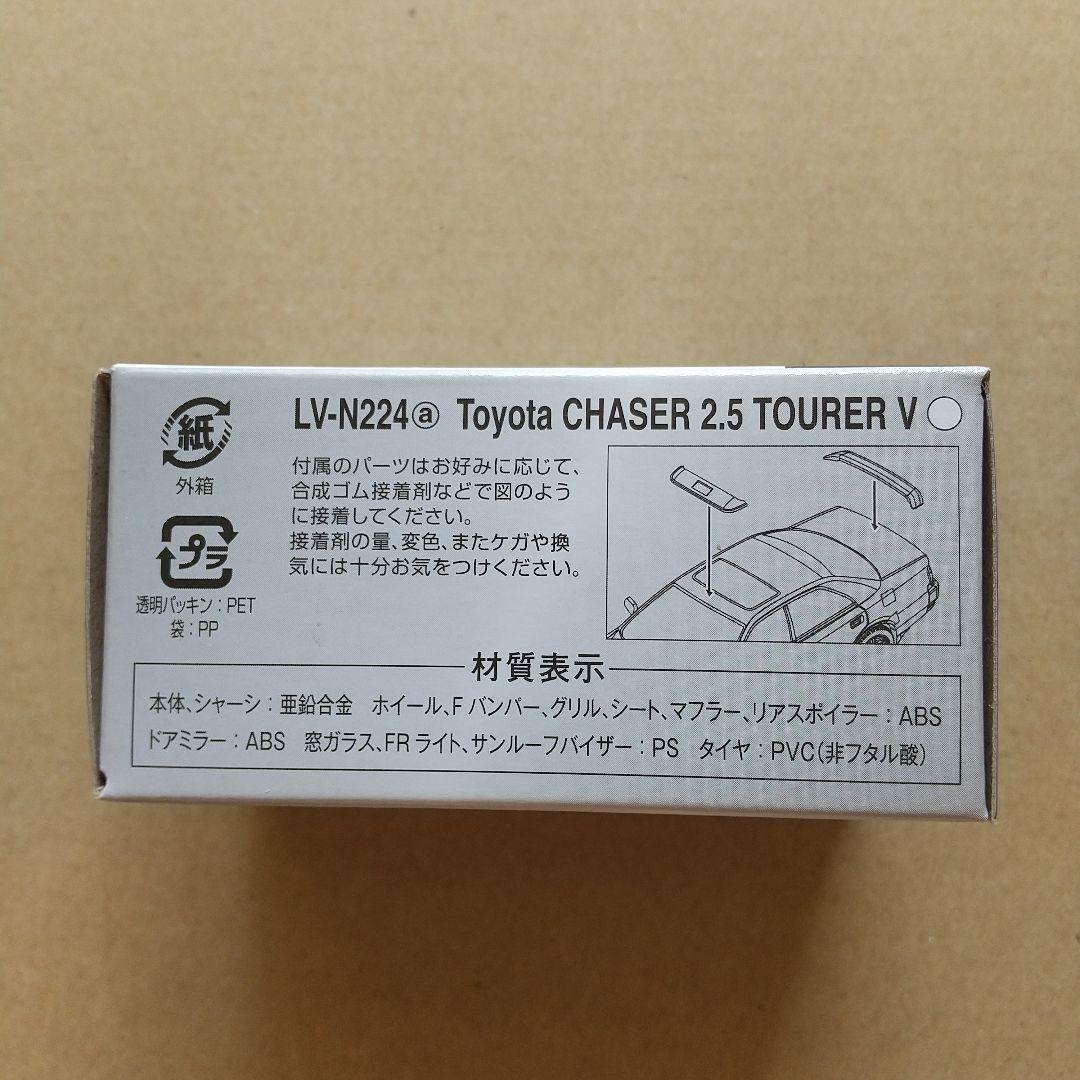 紙
外箱
プラ
透明パッキン：PET
袋：PP
LV-N224ⓐ Toyota CHASER 2.5 TOURER V
付属のパーツはお好みに応じて、
合成ゴム接着剤などで図のよう
に接着してください。
接着剤の量、変色、またケガや換
気には十分お気をつけください。
材質表示
本体、シャーシ：亜鉛合金　ホイール、Fバンパー、グリル、シート、マフラー、リアスポイラー：ABS
ドアミラー：ABS　窓ガラス、FRライト、サンルーフバイザー：PS　タイヤ：PVC（非フタル酸）